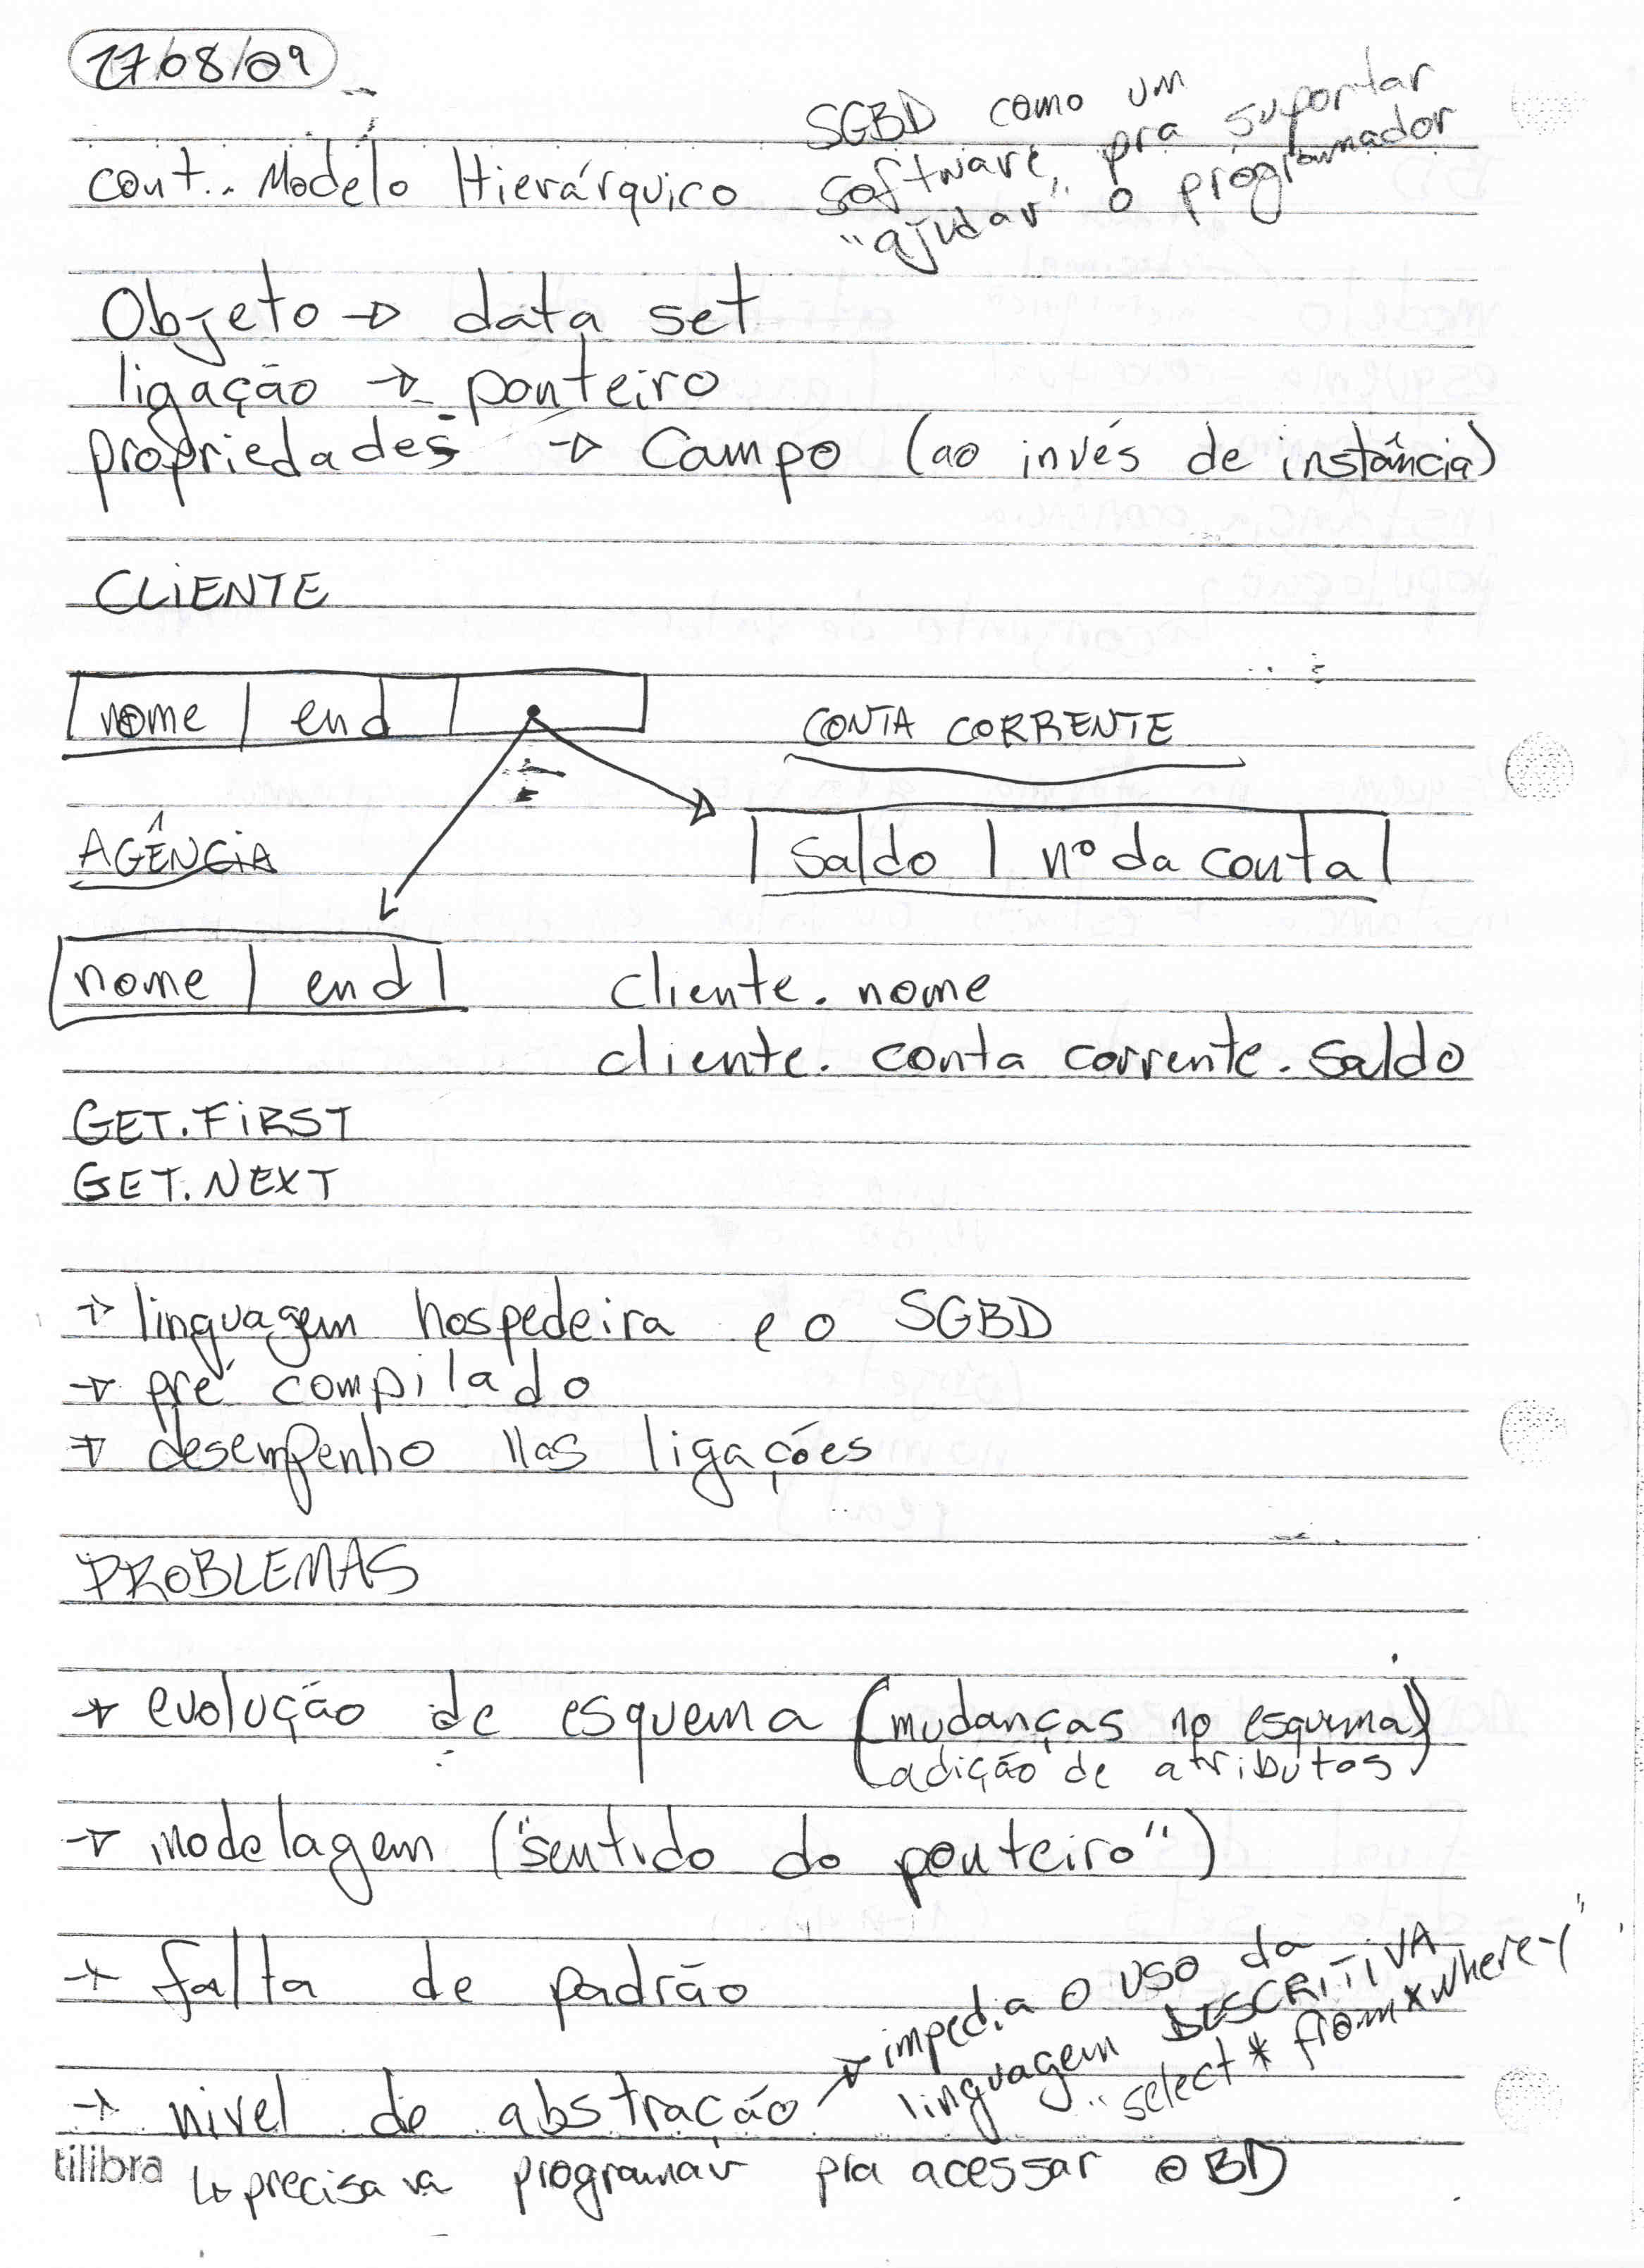 17/08/09
cont.. Modelo Hierárquico
SGBD como um
software, pra suportar
"ajudar" o programador
Objeto → data set
ligação → ponteiro
propriedades → Campo (ao invés de instância)
CLIENTE
nome | end
CONTA CORRENTE
AGÊNCIA
saldo | nº da conta
nome | end
cliente. nome
cliente. conta corrente. saldo
GET.FIRST
GET.NEXT
→ linguagem hospedeira e o SGBD
→ pré compilado
→ desempenho nas ligações
PROBLEMAS
→ evolução de esquema (mudanças no esquema)
(adição de atributos)
→ modelagem ("sentido do ponteiro")
→ falta de padrão
→ nivel de abstração → impedia o uso da
linguagem DESCRITIVA
"select * from x where y"
↳ precisava programar pra acessar o BD
tilibra